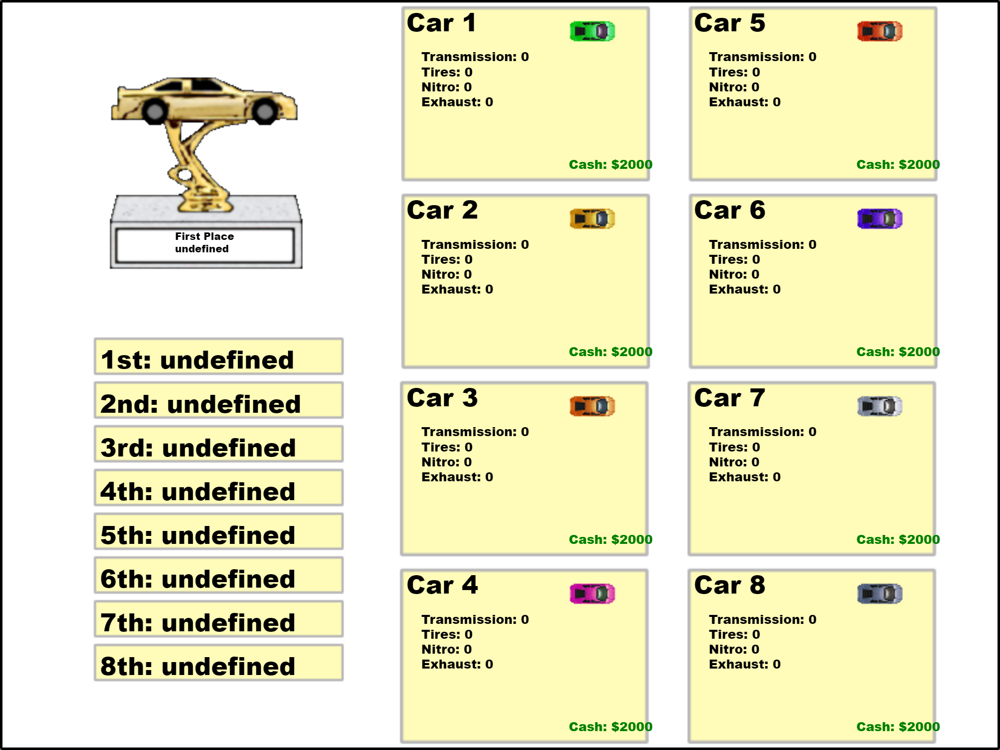 First Place
undefined
1st: undefined
2nd: undefined
3rd: undefined
4th: undefined
5th: undefined
6th: undefined
7th: undefined
8th: undefined
Car 1
Transmission: 0
Tires: 0
Nitro: 0
Exhaust: 0
Cash: $2000
Car 2
Transmission: 0
Tires: 0
Nitro: 0
Exhaust: 0
Cash: $2000
Car 3
Transmission: 0
Tires: 0
Nitro: 0
Exhaust: 0
Cash: $2000
Car 4
Transmission: 0
Tires: 0
Nitro: 0
Exhaust: 0
Cash: $2000
Car 5
Transmission: 0
Tires: 0
Nitro: 0
Exhaust: 0
Cash: $2000
Car 6
Transmission: 0
Tires: 0
Nitro: 0
Exhaust: 0
Cash: $2000
Car 7
Transmission: 0
Tires: 0
Nitro: 0
Exhaust: 0
Cash: $2000
Car 8
Transmission: 0
Tires: 0
Nitro: 0
Exhaust: 0
Cash: $2000